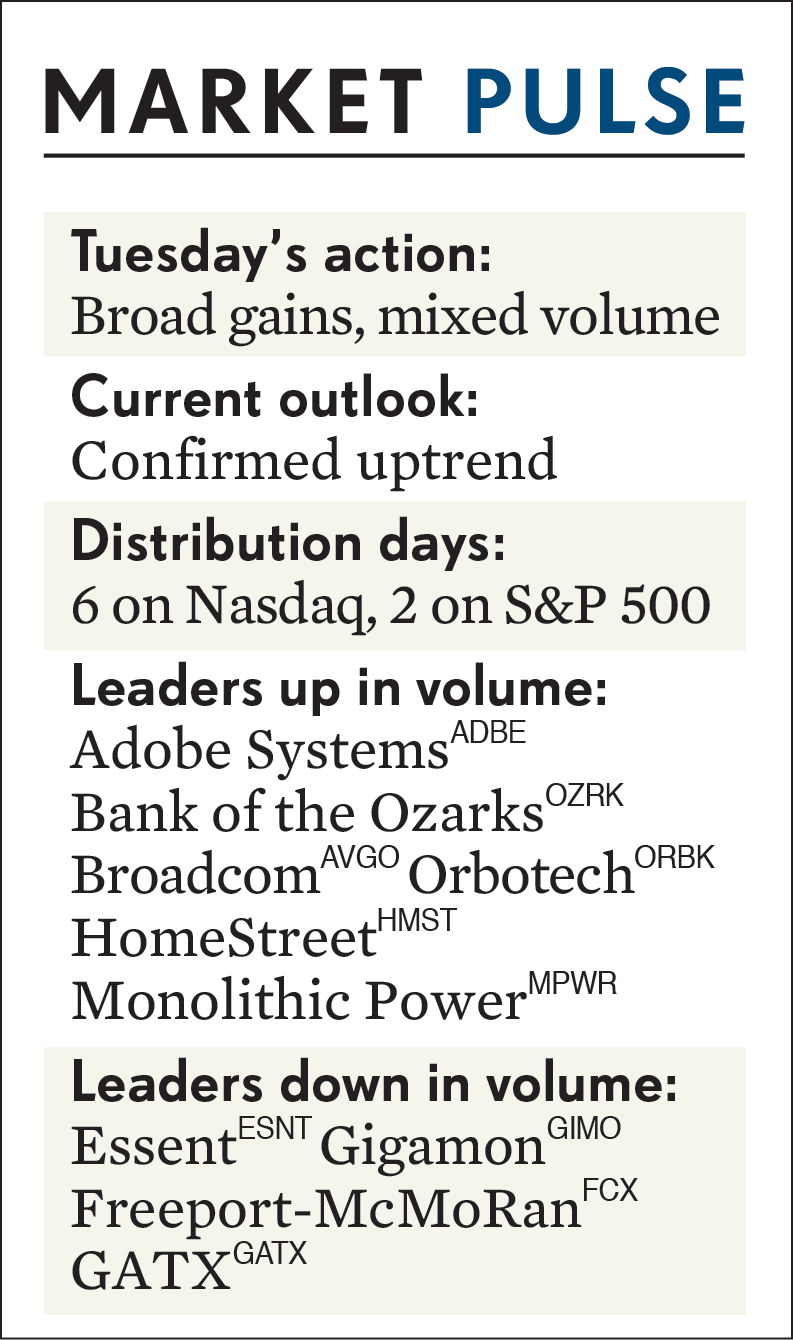 MARKET PULSE
Tuesday’s action:
Broad gains, mixed volume
Current outlook:
Confirmed uptrend
Distribution days:
6 on Nasdaq, 2 on S&P 500
Leaders up in volume:
Adobe Systems ADBE
Bank of the Ozarks OZRK
Broadcom AVGO Orbotech ORBK
HomeStreet HMST
Monolithic Power MPWR
Leaders down in volume:
Essent ESNT Gigamon GIMO
Freeport-McMoRan FCX
GATX GATX